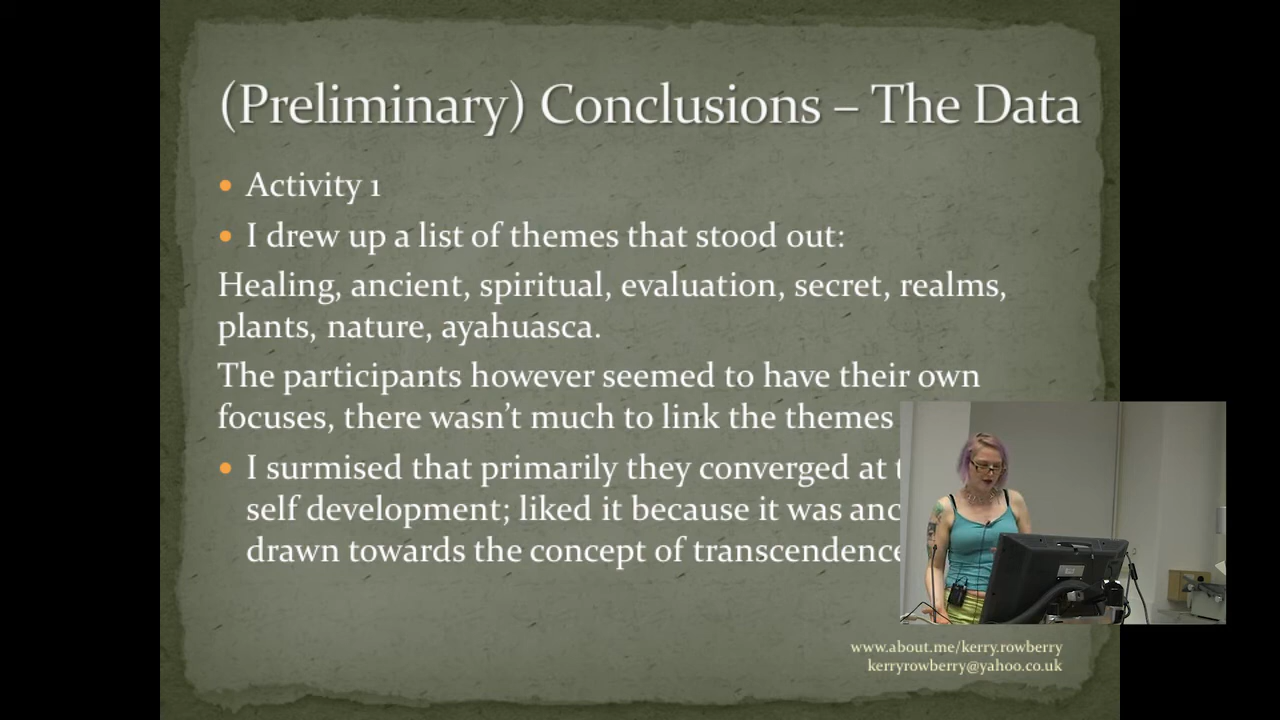 (Preliminary) Conclusions – The Data
• Activity 1
• I drew up a list of themes that stood out:
Healing, ancient, spiritual, evaluation, secret, realms,
plants, nature, ayahuasca.
The participants however seemed to have their own
focuses, there wasn’t much to link the themes
• I surmised that primarily they converged at
self development; liked it because it was
drawn towards the concept of transcendence
www.about.me/kerry.rowberry
kerryrowberry@yahoo.co.uk